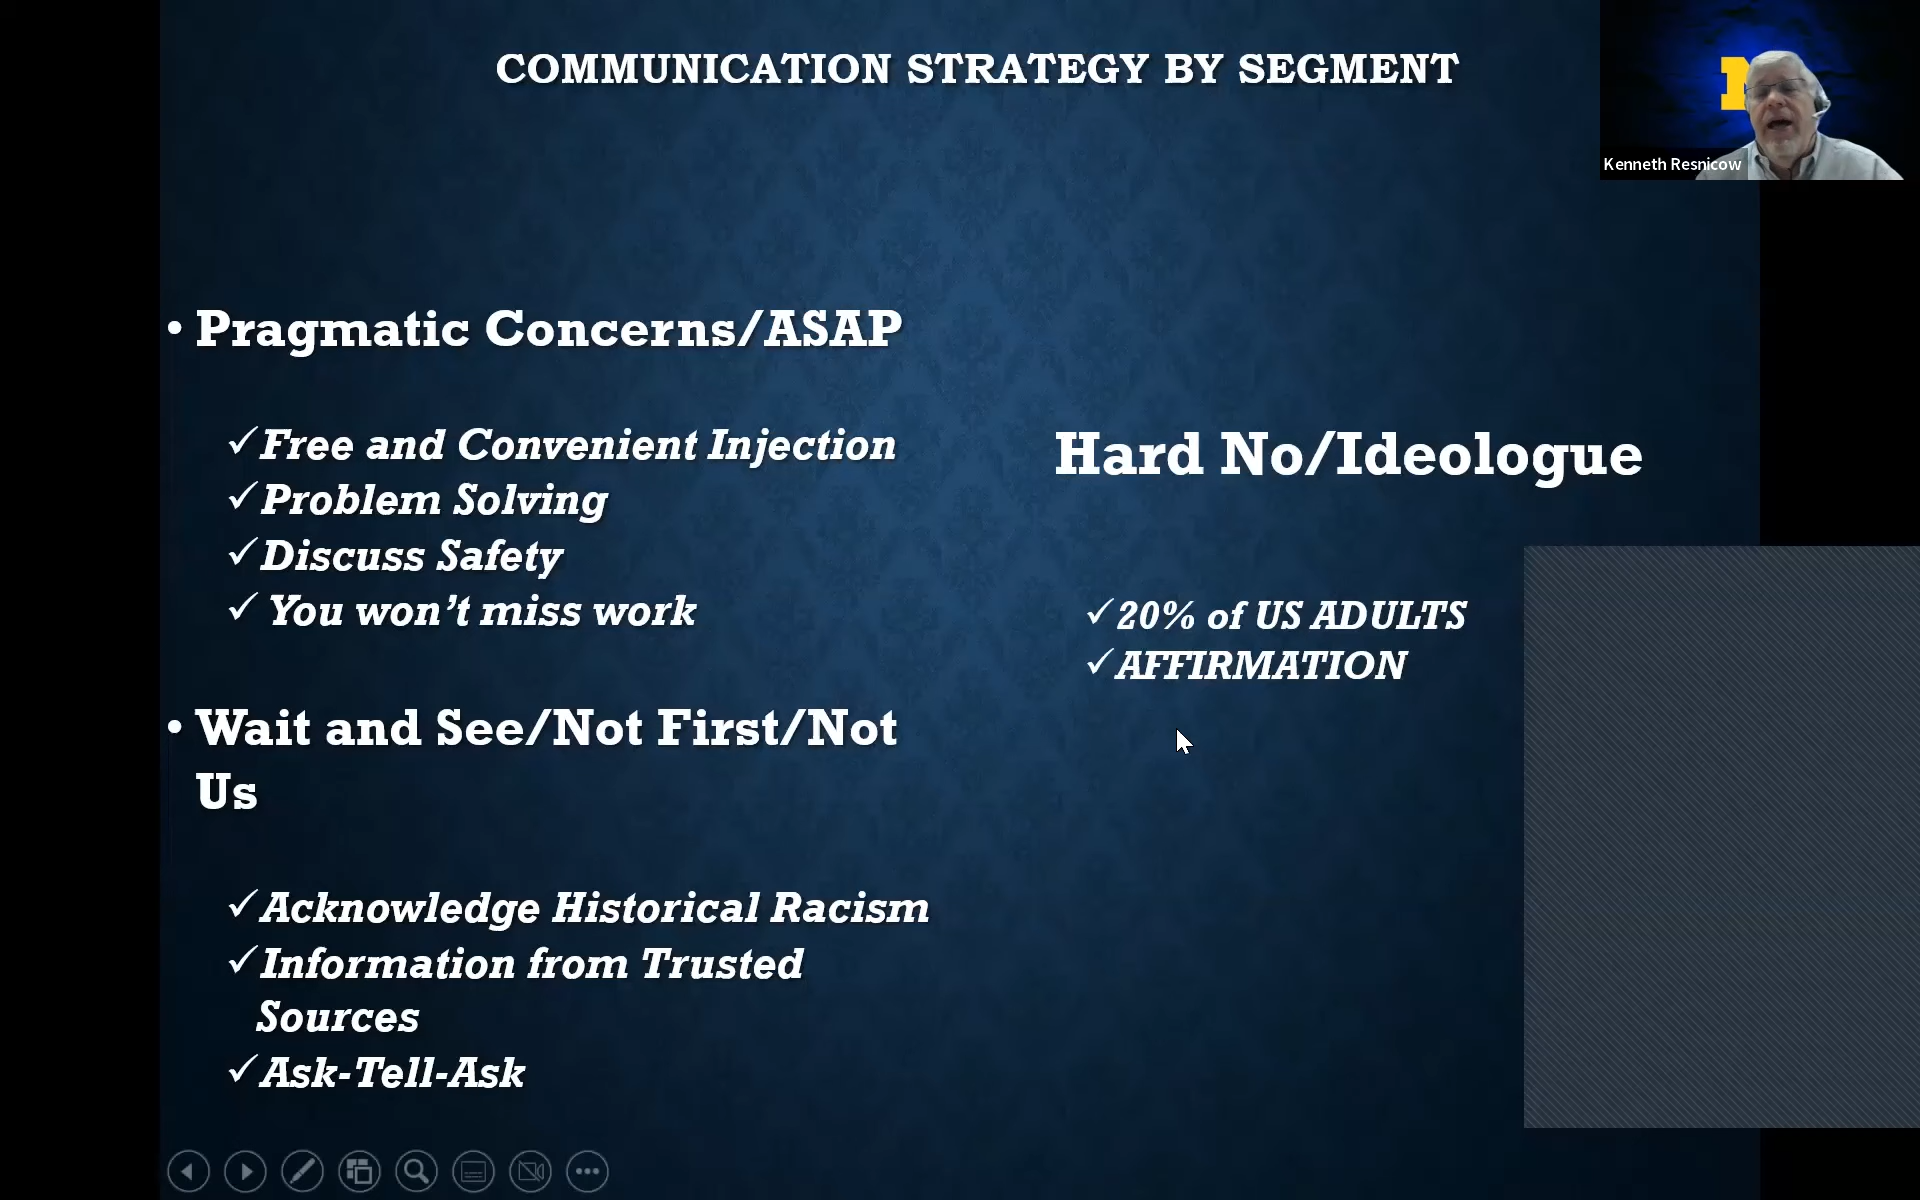 COMMUNICATION STRATEGY BY SEGMENT
Kenneth Resnicow
• Pragmatic Concerns/ASAP
✓Free and Convenient Injection
✓Problem Solving
✓Discuss Safety
✓ You won't miss work
• Wait and See/Not First/Not
Us
✓Acknowledge Historical Racism
✓Information from Trusted
Sources
✓Ask-Tell-Ask
Hard No/Ideologue
✓20% of US ADULTS
✓AFFIRMATION